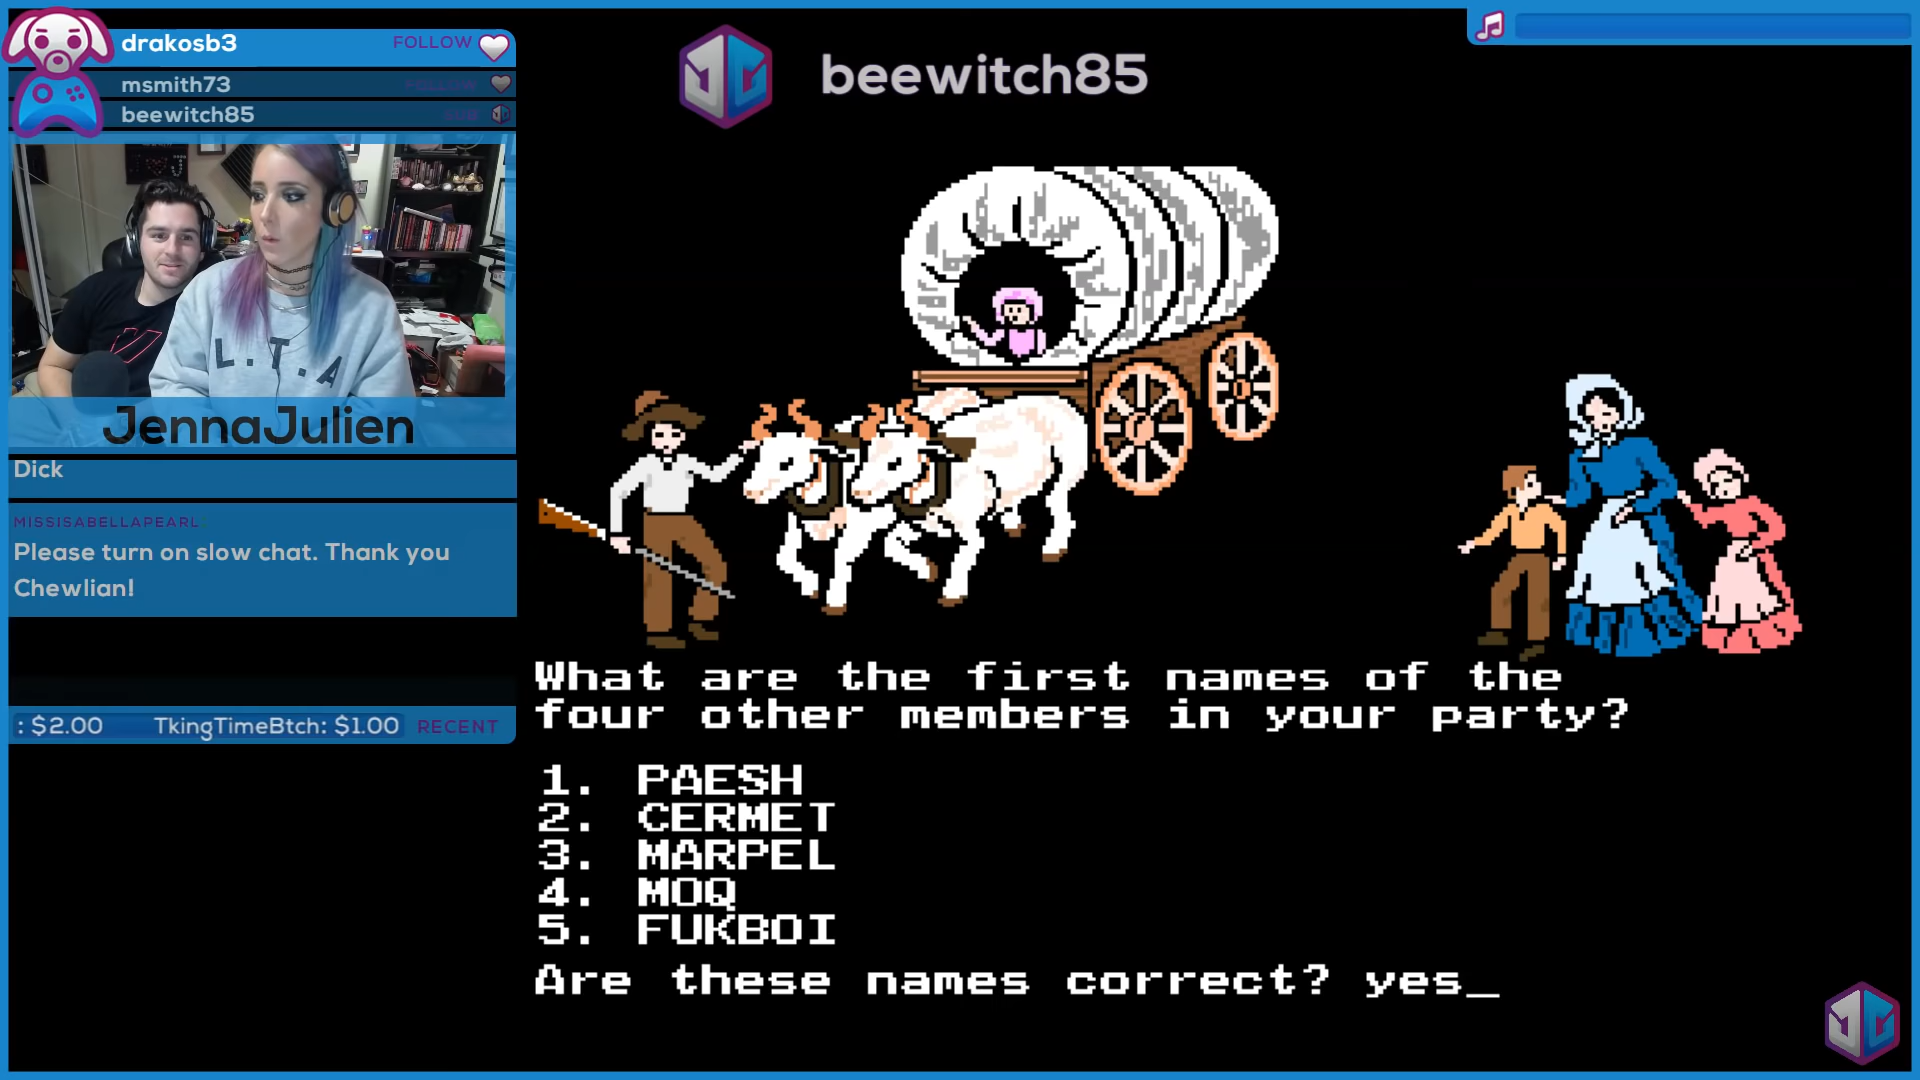 drakosb3
FOLLOW
msmith73
beewitch85
beewitch85
L.T.A
JennaJulien
Dick
MISSISABELLAPEARL:
Please turn on slow chat. Thank you
Chewlian!
: $2.00 TkingTimeBtch: $1.00 RECENT
What are the first names of the
four other members in your party?
1. PAESH
2. CERMET
3. MARPEL
4. MOQ
5. FUKBOI
Are these names correct? yes_